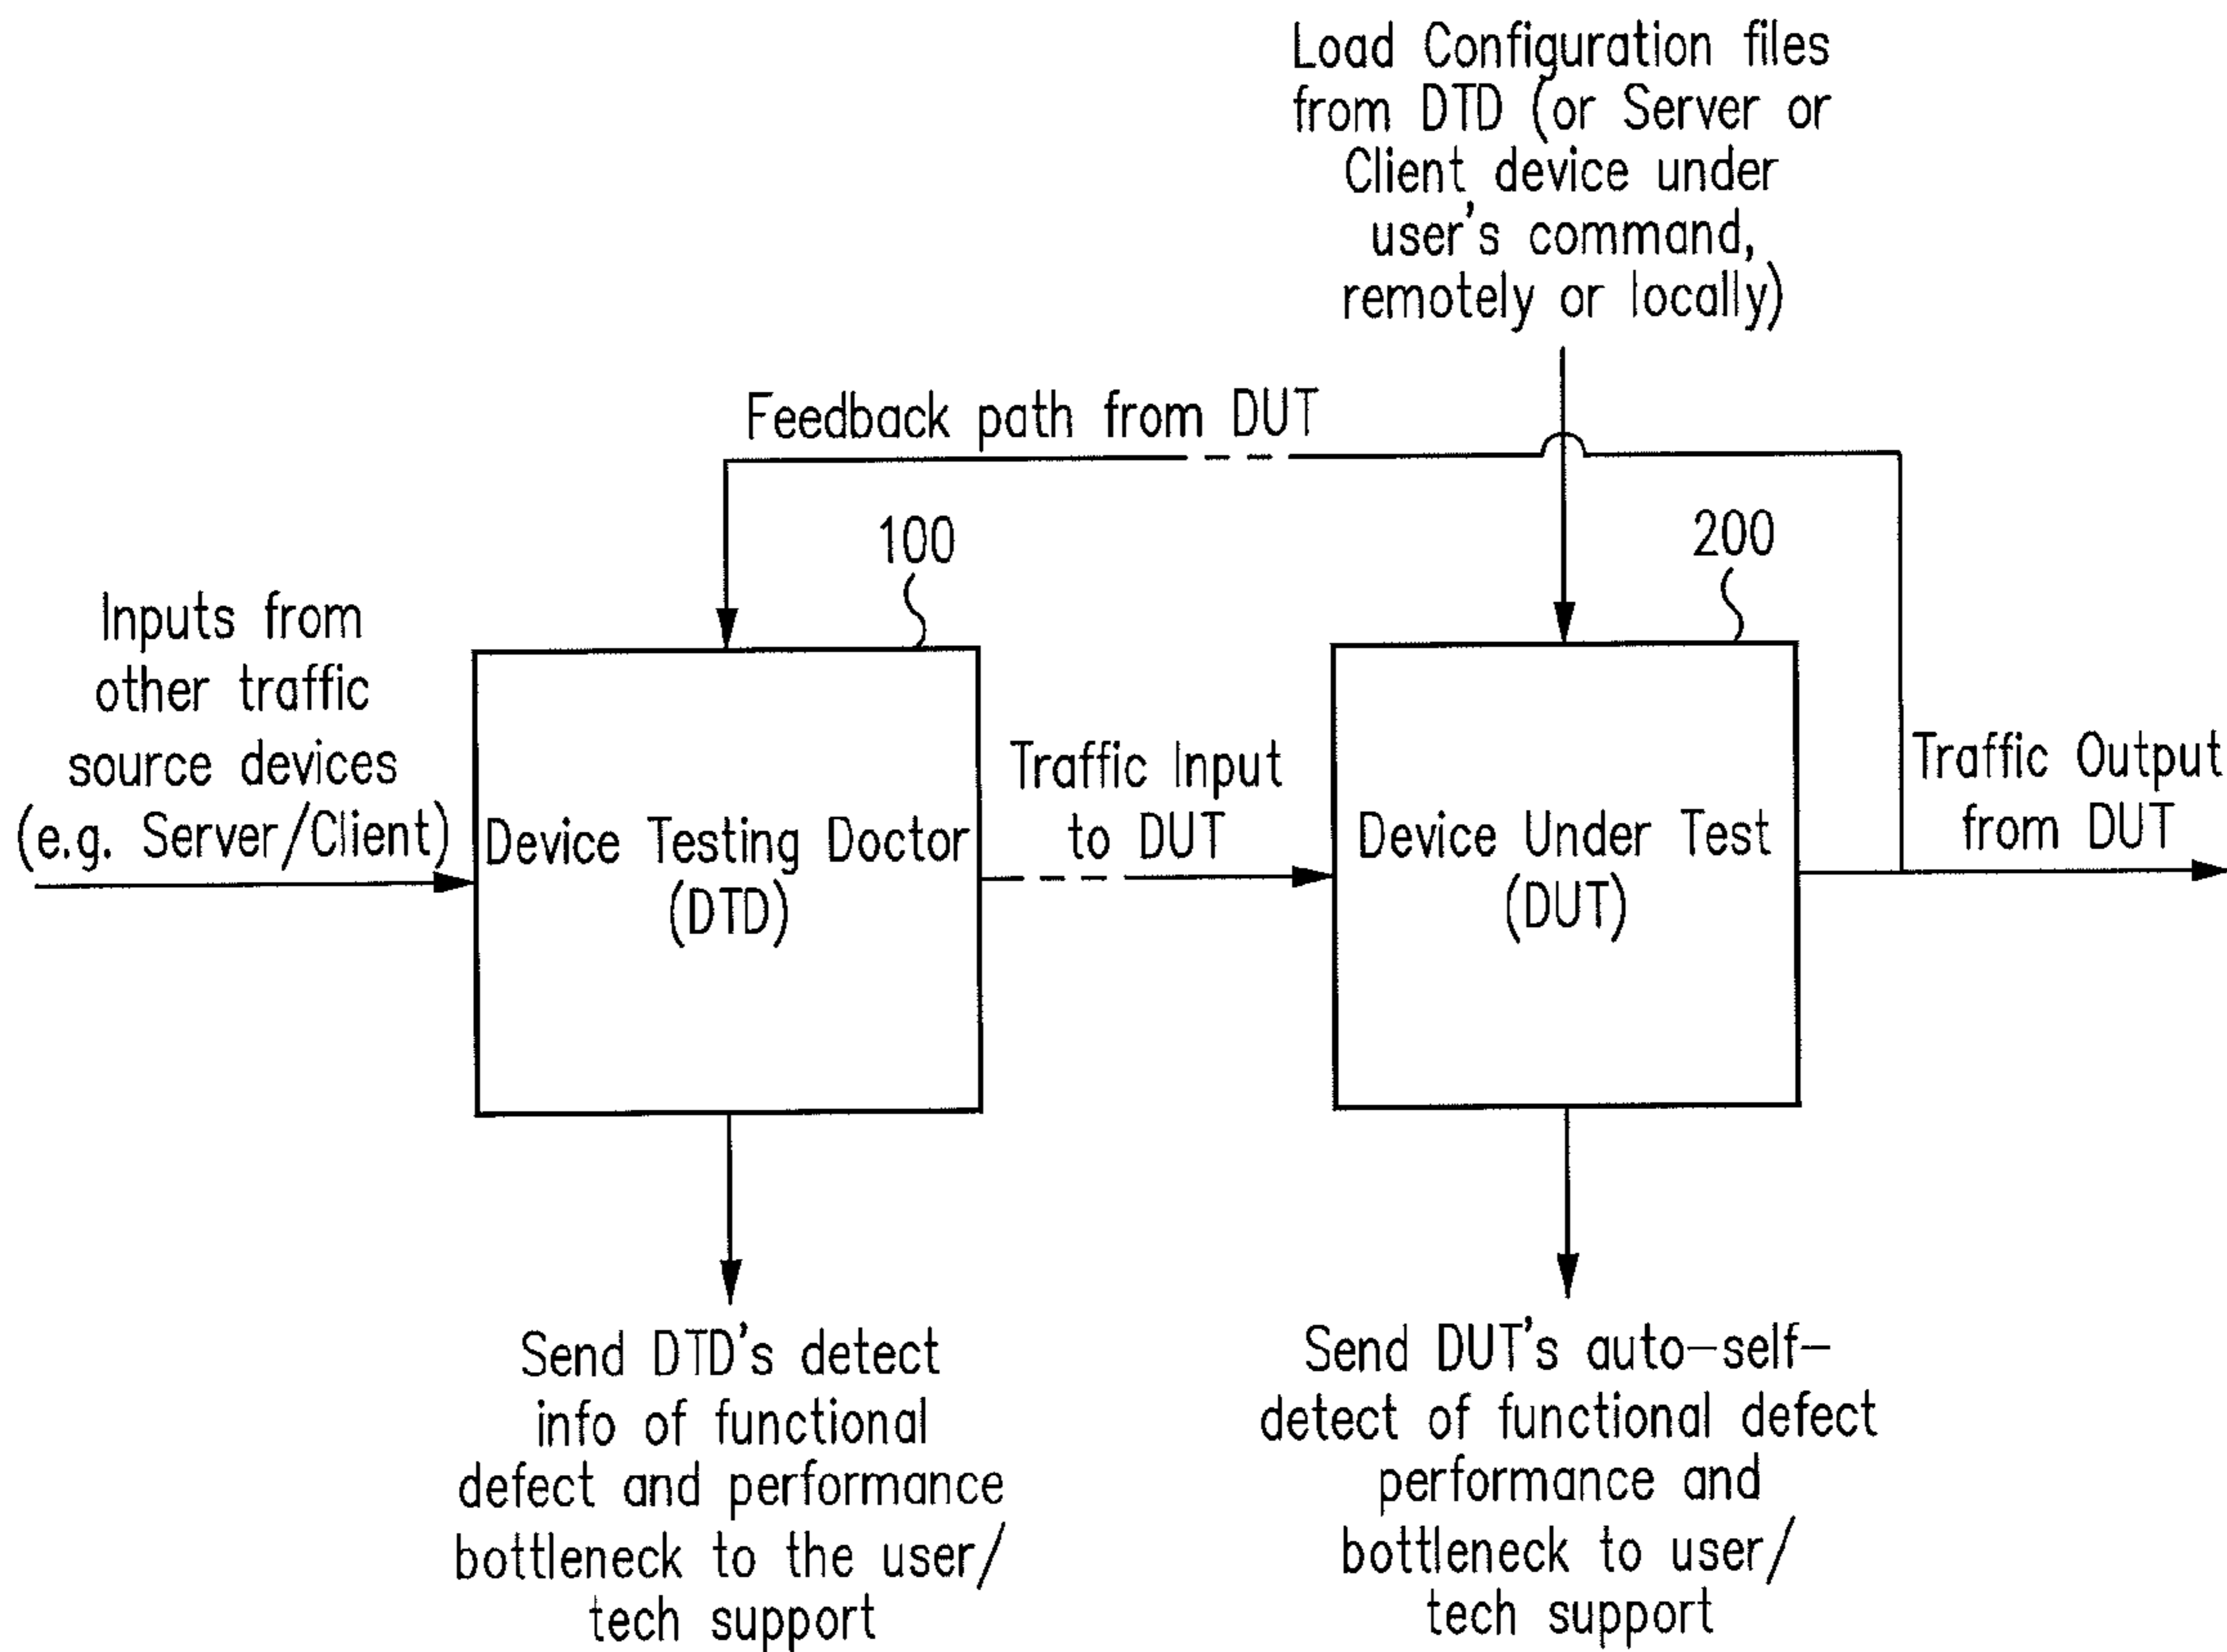 Load Configuration files
from DTD (or Server or
Client device under
user's command,
remotely or locally)
Feedback path from DUT
100
200
Inputs from
other traffic
source devices
(e.g. Server/Client)
Device Testing Doctor
(DTD)
Traffic Input
to DUT
Device Under Test
(DUT)
Traffic Output
from DUT
Send DTD's detect
info of functional
defect and performance
bottleneck to the user/
tech support
Send DUT's auto-self-
detect of functional defect
performance and
bottleneck to user/
tech support